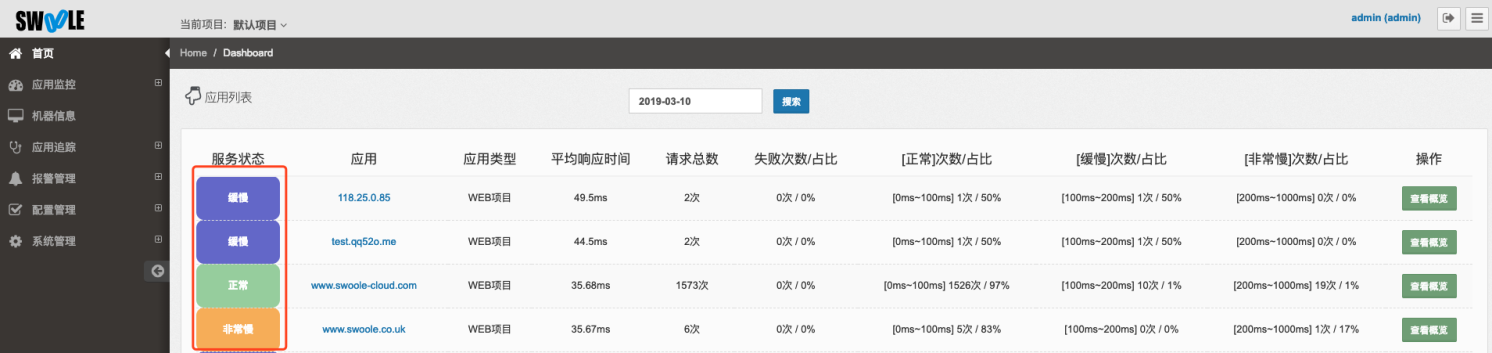 SWOOLE
当前项目: 默认项目
admin (admin)
首页
Home / Dashboard
应用监控
机器信息
应用追踪
报警管理
配置管理
系统管理
应用列表
2019-03-10
搜索
服务状态 应用 应用类型 平均响应时间 请求总数 失败次数/占比 [正常]次数/占比 [缓慢]次数/占比 [非常慢]次数/占比 操作
缓慢 118.25.0.85 WEB项目 49.5ms 2次 0次 / 0% [0ms~100ms] 1次 / 50% [100ms~200ms] 1次 / 50% [200ms~1000ms] 0次 / 0% 查看概览
缓慢 test.qq52o.me WEB项目 44.5ms 2次 0次 / 0% [0ms~100ms] 1次 / 50% [100ms~200ms] 1次 / 50% [200ms~1000ms] 0次 / 0% 查看概览
正常 www.swoole-cloud.com WEB项目 35.68ms 1573次 0次 / 0% [0ms~100ms] 1526次 / 97% [100ms~200ms] 10次 / 1% [200ms~1000ms] 19次 / 1% 查看概览
非常慢 www.swoole.co.uk WEB项目 35.67ms 6次 0次 / 0% [0ms~100ms] 5次 / 83% [100ms~200ms] 0次 / 0% [200ms~1000ms] 1次 / 17% 查看概览